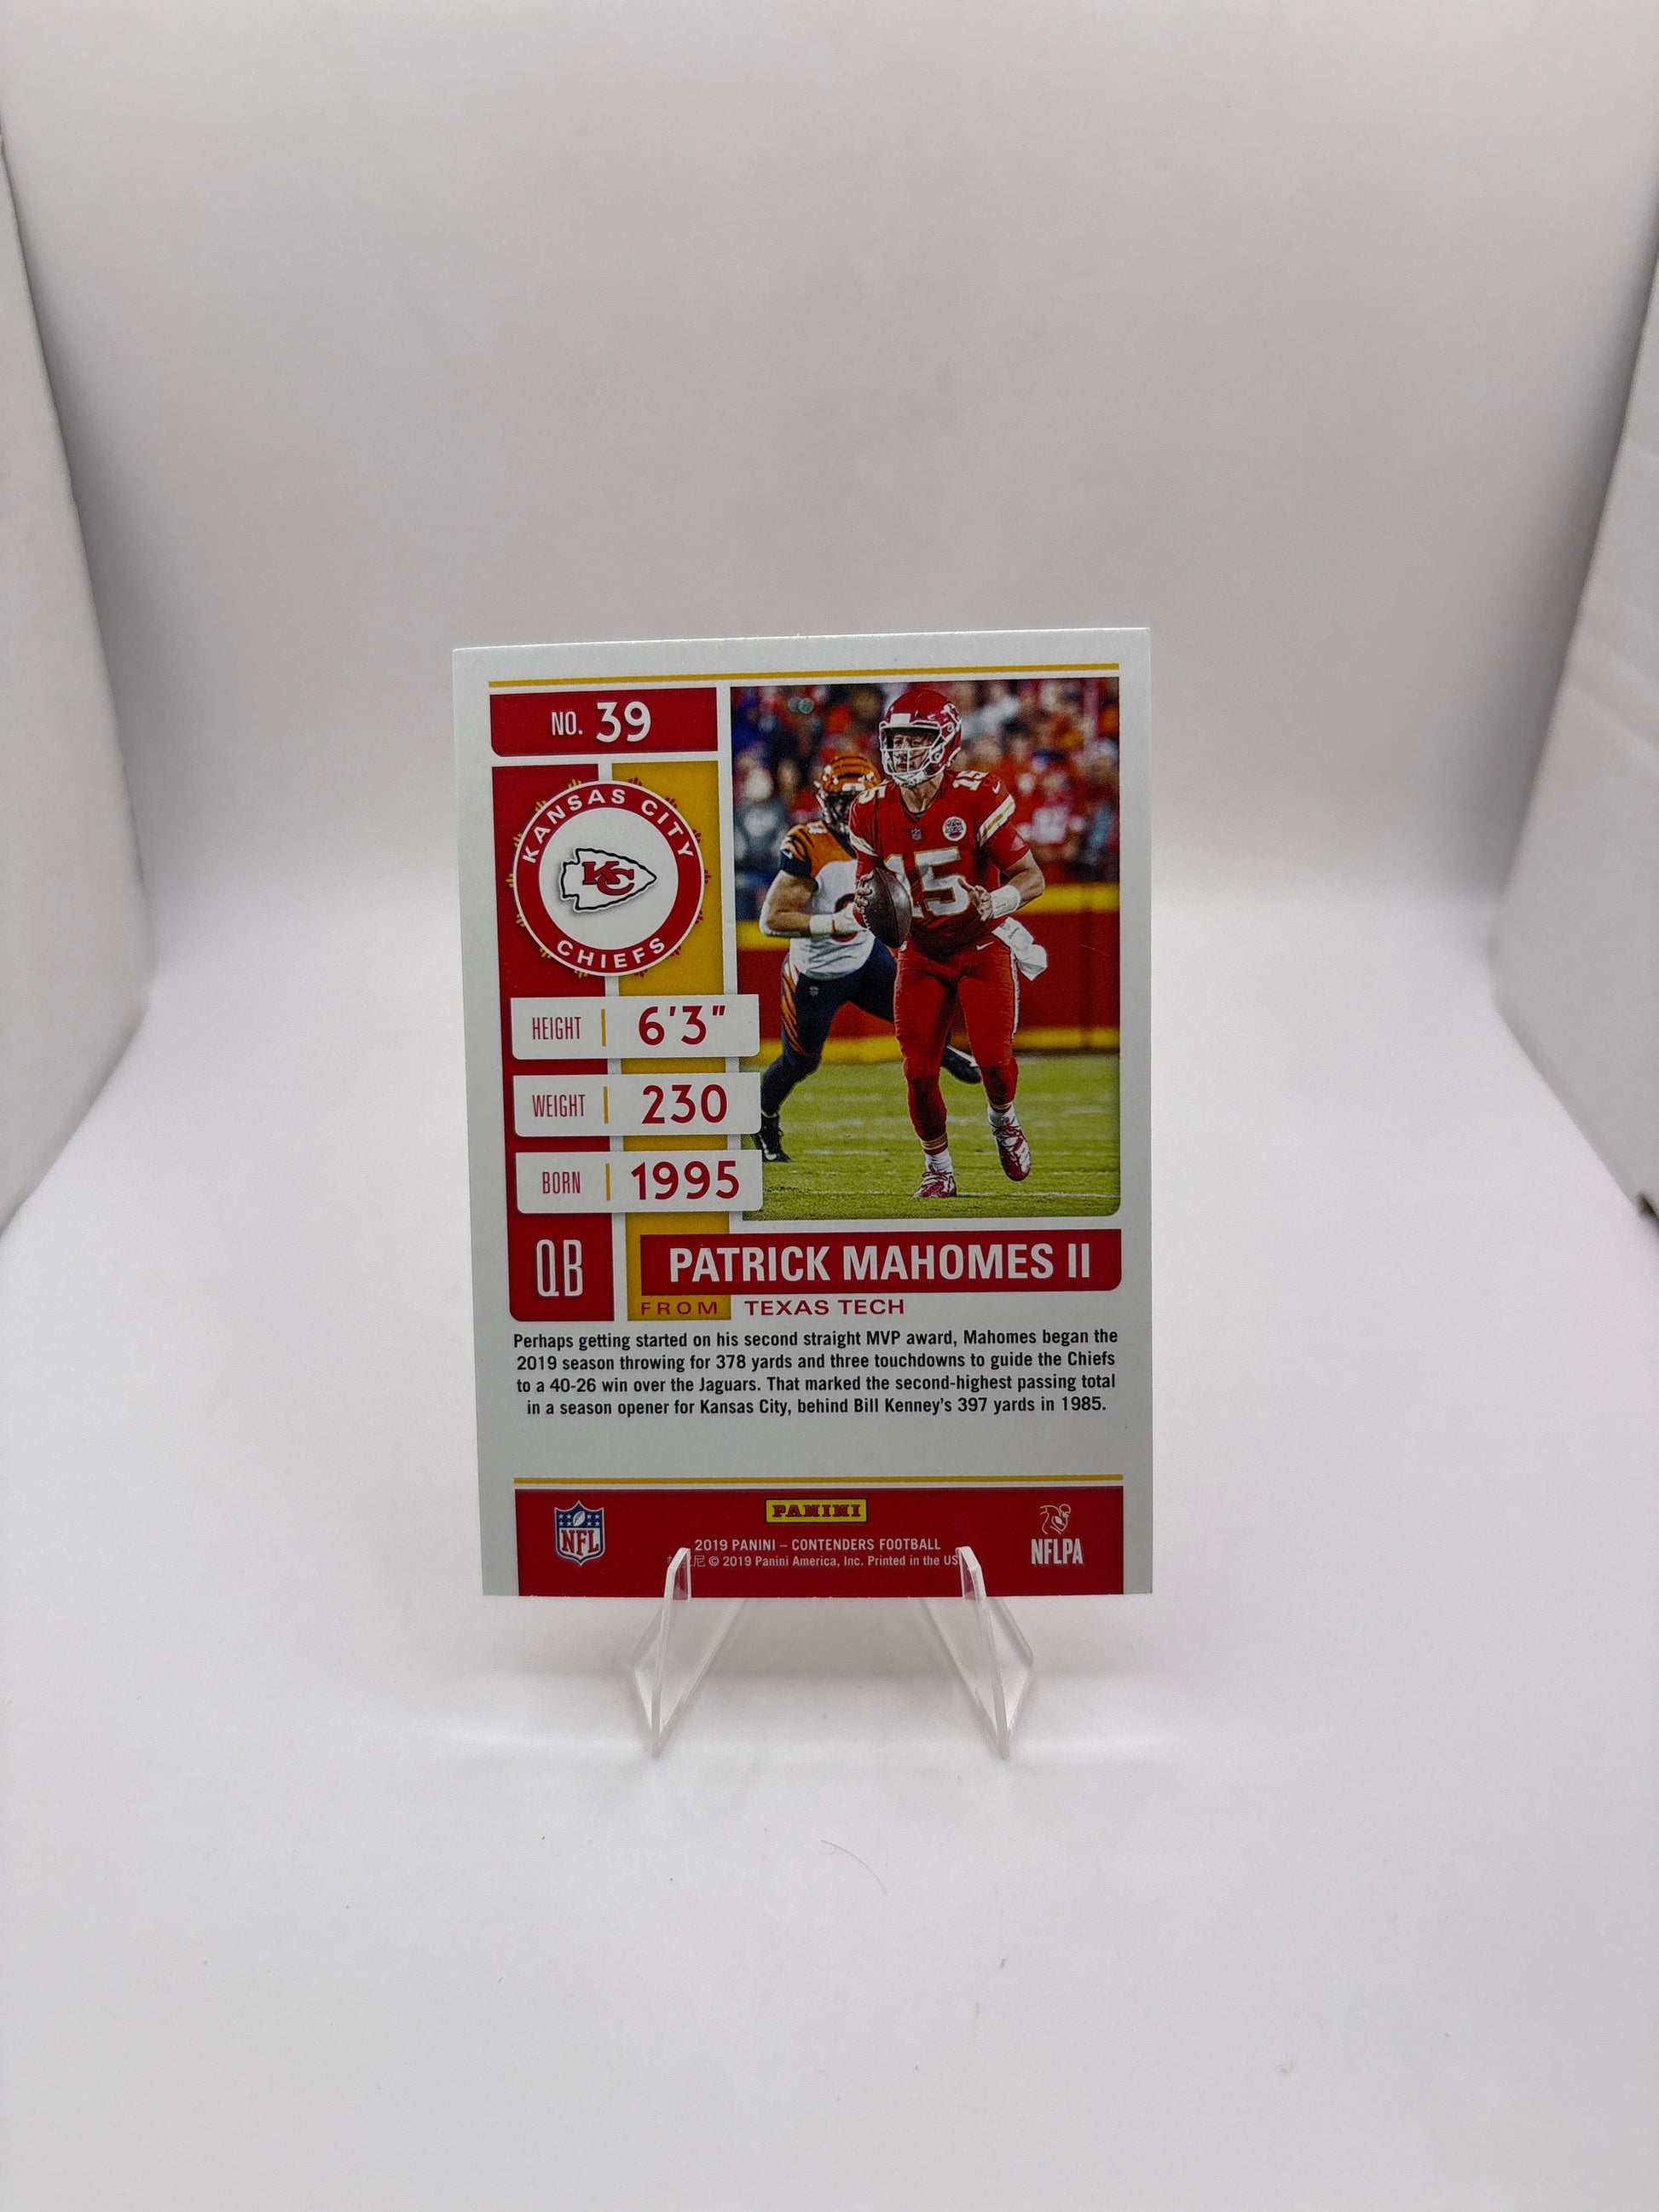 NO. 39
KANSAS CITY
KC
CHIEFS
HEIGHT 6'3"
WEIGHT 230
BORN 1995
15
15
QB
PATRICK MAHOMES II
FROM TEXAS TECH
Perhaps getting started on his second straight MVP award, Mahomes began the
2019 season throwing for 378 yards and three touchdowns to guide the Chiefs
to a 40-26 win over the Jaguars. That marked the second-highest passing total
in a season opener for Kansas City, behind Bill Kenney's 397 yards in 1985.
NFL
PANINI
2019 PANINI – CONTENDERS FOOTBALL
尼 © 2019 Panini America, Inc. Printed in the US
NFLPA